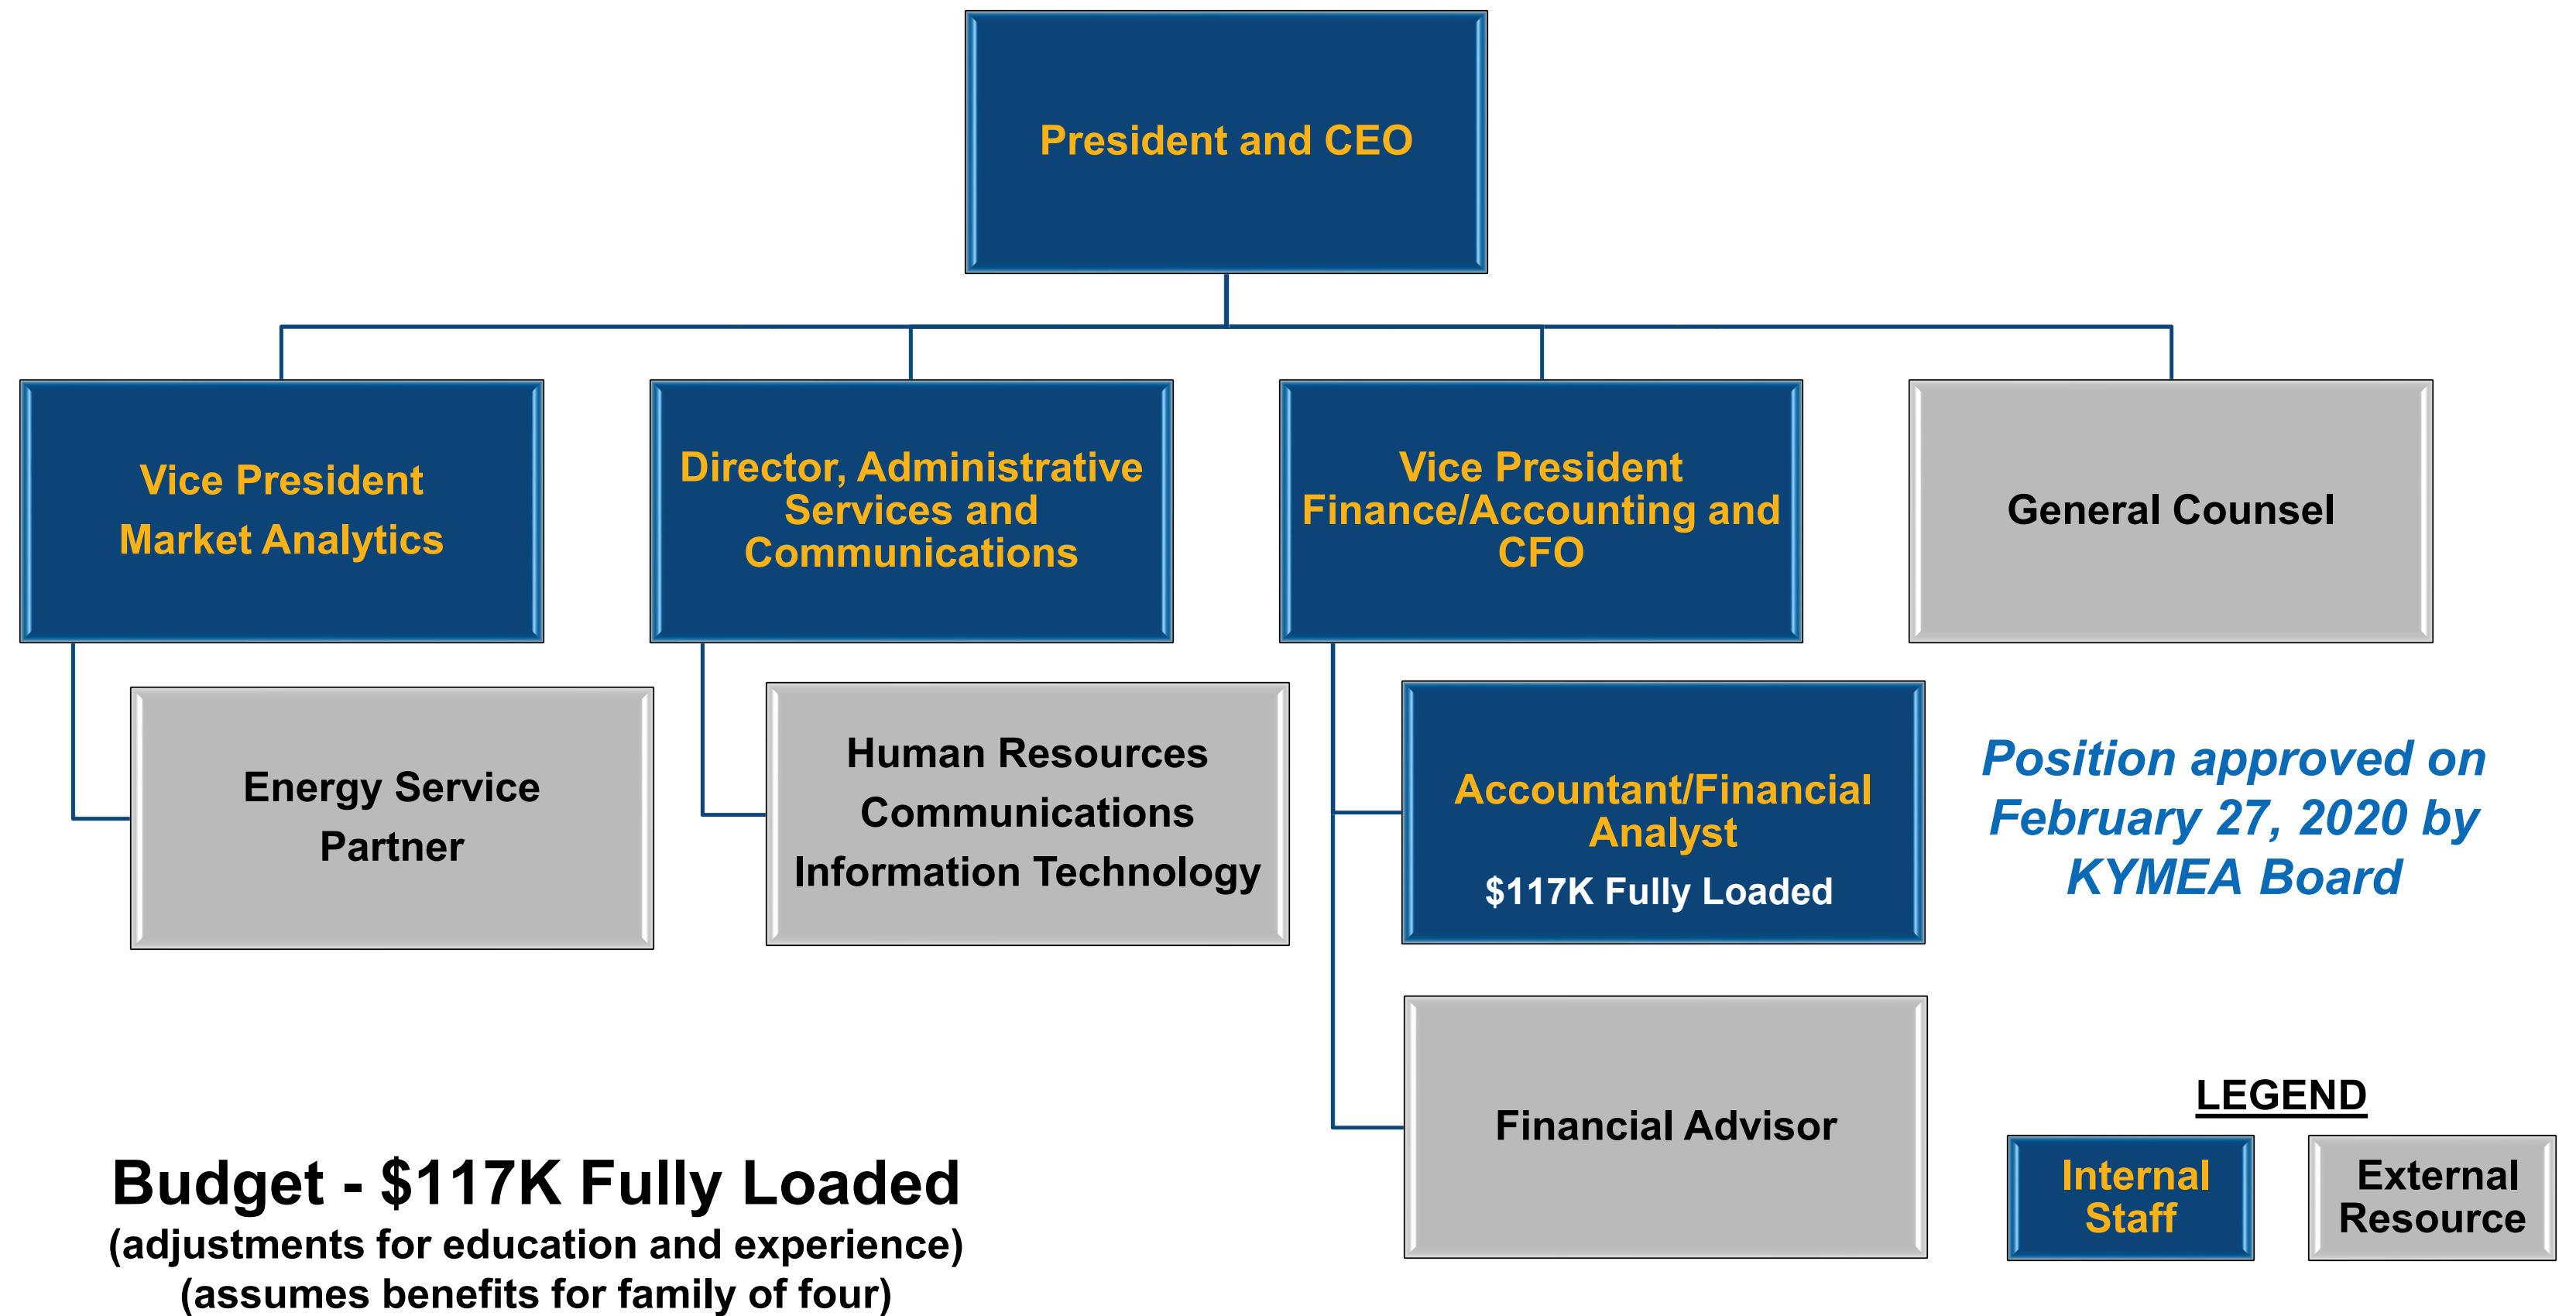 President and CEO
Vice President
Market Analytics
Director, Administrative
Services and
Communications
Vice President
Finance/Accounting and
CFO
General Counsel
Energy Service
Partner
Human Resources
Communications
Information Technology
Accountant/Financial
Analyst
$117K Fully Loaded
Position approved on
February 27, 2020 by
KYMEA Board
Financial Advisor
LEGEND
Internal
Staff
External
Resource
Budget - $117K Fully Loaded
(adjustments for education and experience)
(assumes benefits for family of four)